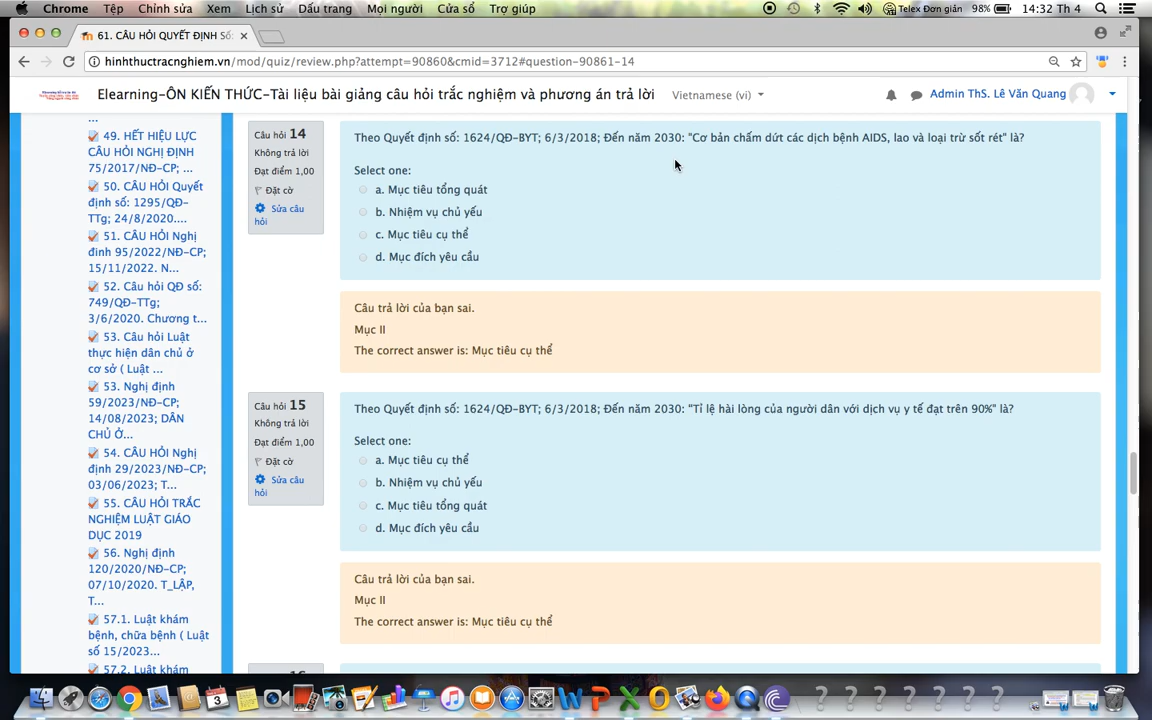 Chrome Tệp Chỉnh sửa Xem Lịch sử Dấu trang Mọi người Cửa sổ Trợ giúp Telex Đơn giản 98% 14:32 Th 4
61. CÂU HỎI QUYẾT ĐỊNH Số:
hinhthuctracnghiem.vn/mod/quiz/review.php?attempt=90860&cmid=3712#question-90861-14
Elearning-ÔN KIẾN THỨC-Tài liệu bài giảng câu hỏi trắc nghiệm và phương án trả lời Vietnamese (vi) Admin ThS. Lê Văn Quang
...
49. HẾT HIỆU LỰC
CÂU HỎI NGHỊ ĐỊNH
75/2017/NĐ-CP; ...
50. CÂU HỎI Quyết
định số: 1295/QĐ-
TTg; 24/8/2020....
51. CÂU HỎI Nghị
đinh 95/2022/NĐ-CP;
15/11/2022. N...
52. Câu hỏi QĐ số:
749/QĐ-TTg;
3/6/2020. Chương t...
53. Câu hỏi Luật
thực hiện dân chủ ở
cơ sở ( Luật ...
53. Nghị định
59/2023/NĐ-CP;
14/08/2023; DÂN
CHỦ Ở...
54. CÂU HỎI Nghị
định 29/2023/NĐ-CP;
03/06/2023; T...
55. CÂU HỎI TRẮC
NGHIỆM LUẬT GIÁO
DỤC 2019
56. Nghị định
120/2020/NĐ-CP;
07/10/2020. T_LẬP,
T...
57.1. Luật khám
bệnh, chữa bệnh ( Luật
số 15/2023...
57.2. Luật khám
Câu hỏi 14
Không trả lời
Đạt điểm 1,00
Đặt cờ
Sửa câu
hỏi
Theo Quyết định số: 1624/QĐ-BYT; 6/3/2018; Đến năm 2030: "Cơ bản chấm dứt các dịch bệnh AIDS, lao và loại trừ sốt rét" là?
Select one:
a. Mục tiêu tổng quát
b. Nhiệm vụ chủ yếu
c. Mục tiêu cụ thể
d. Mục đích yêu cầu
Câu trả lời của bạn sai.
Mục II
The correct answer is: Mục tiêu cụ thể
Câu hỏi 15
Không trả lời
Đạt điểm 1,00
Đặt cờ
Sửa câu
hỏi
Theo Quyết định số: 1624/QĐ-BYT; 6/3/2018; Đến năm 2030: "Tỉ lệ hài lòng của người dân với dịch vụ y tế đạt trên 90%" là?
Select one:
a. Mục tiêu cụ thể
b. Nhiệm vụ chủ yếu
c. Mục tiêu tổng quát
d. Mục đích yêu cầu
Câu trả lời của bạn sai.
Mục II
The correct answer is: Mục tiêu cụ thể